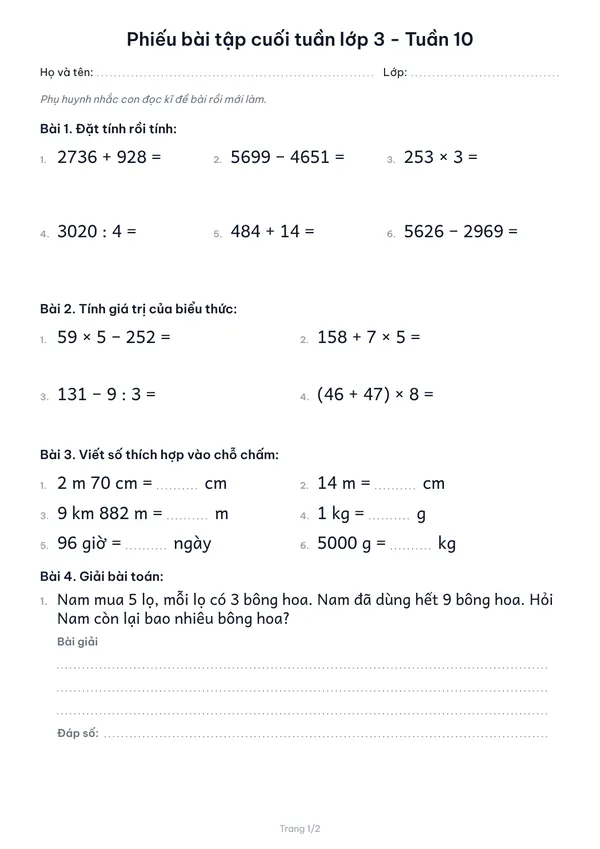 Phiếu bài tập cuối tuần lớp 3 - Tuần 10
Họ và tên: ........................ Lớp: ........................
Phụ huynh nhắc con đọc kĩ đề bài rồi mới làm.
Bài 1. Đặt tính rồi tính:
1. 2736 + 928 = 2. 5699 − 4651 = 3. 253 × 3 =
4. 3020 : 4 = 5. 484 + 14 = 6. 5626 − 2969 =
Bài 2. Tính giá trị của biểu thức:
1. 59 × 5 − 252 = 2. 158 + 7 × 5 =
3. 131 − 9 : 3 = 4. (46 + 47) × 8 =
Bài 3. Viết số thích hợp vào chỗ chấm:
1. 2 m 70 cm = .......... cm 2. 14 m = .......... cm
3. 9 km 882 m = .......... m 4. 1 kg = .......... g
5. 96 giờ = .......... ngày 6. 5000 g = .......... kg
Bài 4. Giải bài toán:
1. Nam mua 5 lọ, mỗi lọ có 3 bông hoa. Nam đã dùng hết 9 bông hoa. Hỏi
Nam còn lại bao nhiêu bông hoa?
Bài giải
........................
........................
........................
Đáp số: ........................
Trang 1/2